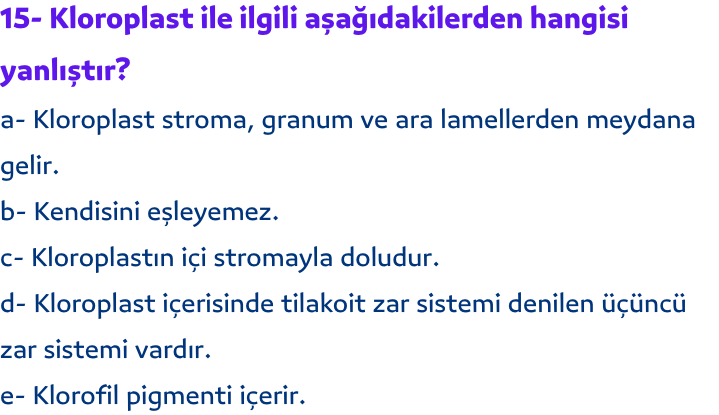 15- Kloroplast ile ilgili aşağıdakilerden hangisi
yanlıştır?
a- Kloroplast stroma, granum ve ara lamellerden meydana
gelir.
b- Kendisini eşleyemez.
c- Kloroplastın içi stromayla doludur.
d- Kloroplast içerisinde tilakoit zar sistemi denilen üçüncü
zar sistemi vardır.
e- Klorofil pigmenti içerir.